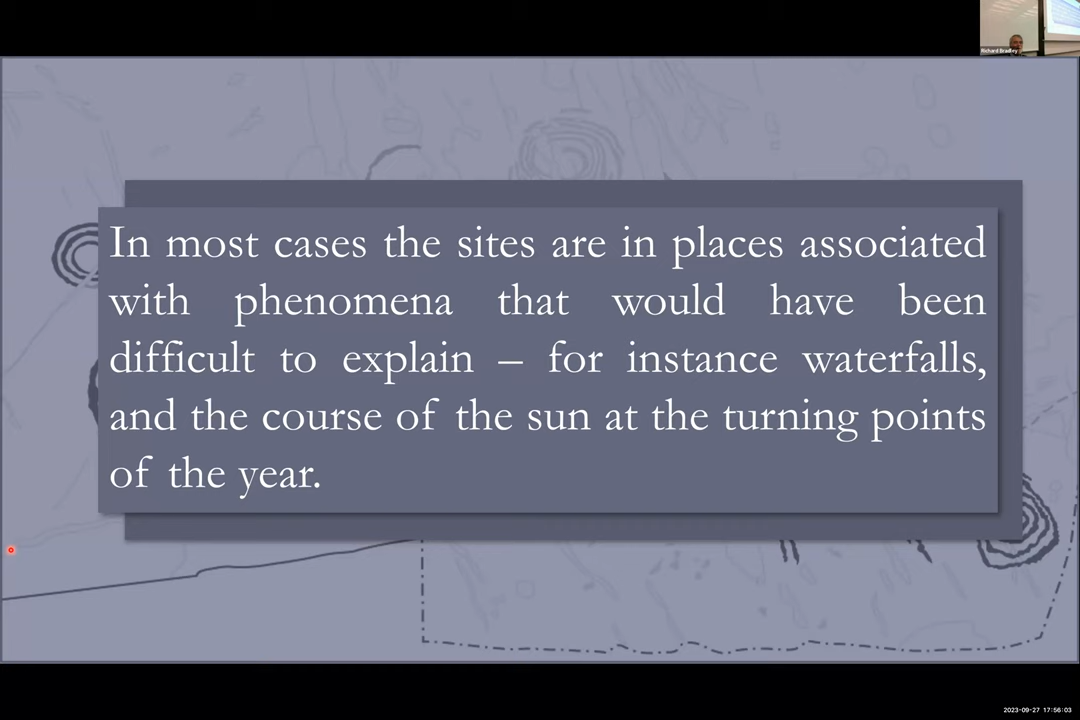 Richard Bradley
In most cases the sites are in places associated
with phenomena that would have been
difficult to explain – for instance waterfalls,
and the course of the sun at the turning points
of the year.
2023-09-27 17:56:03